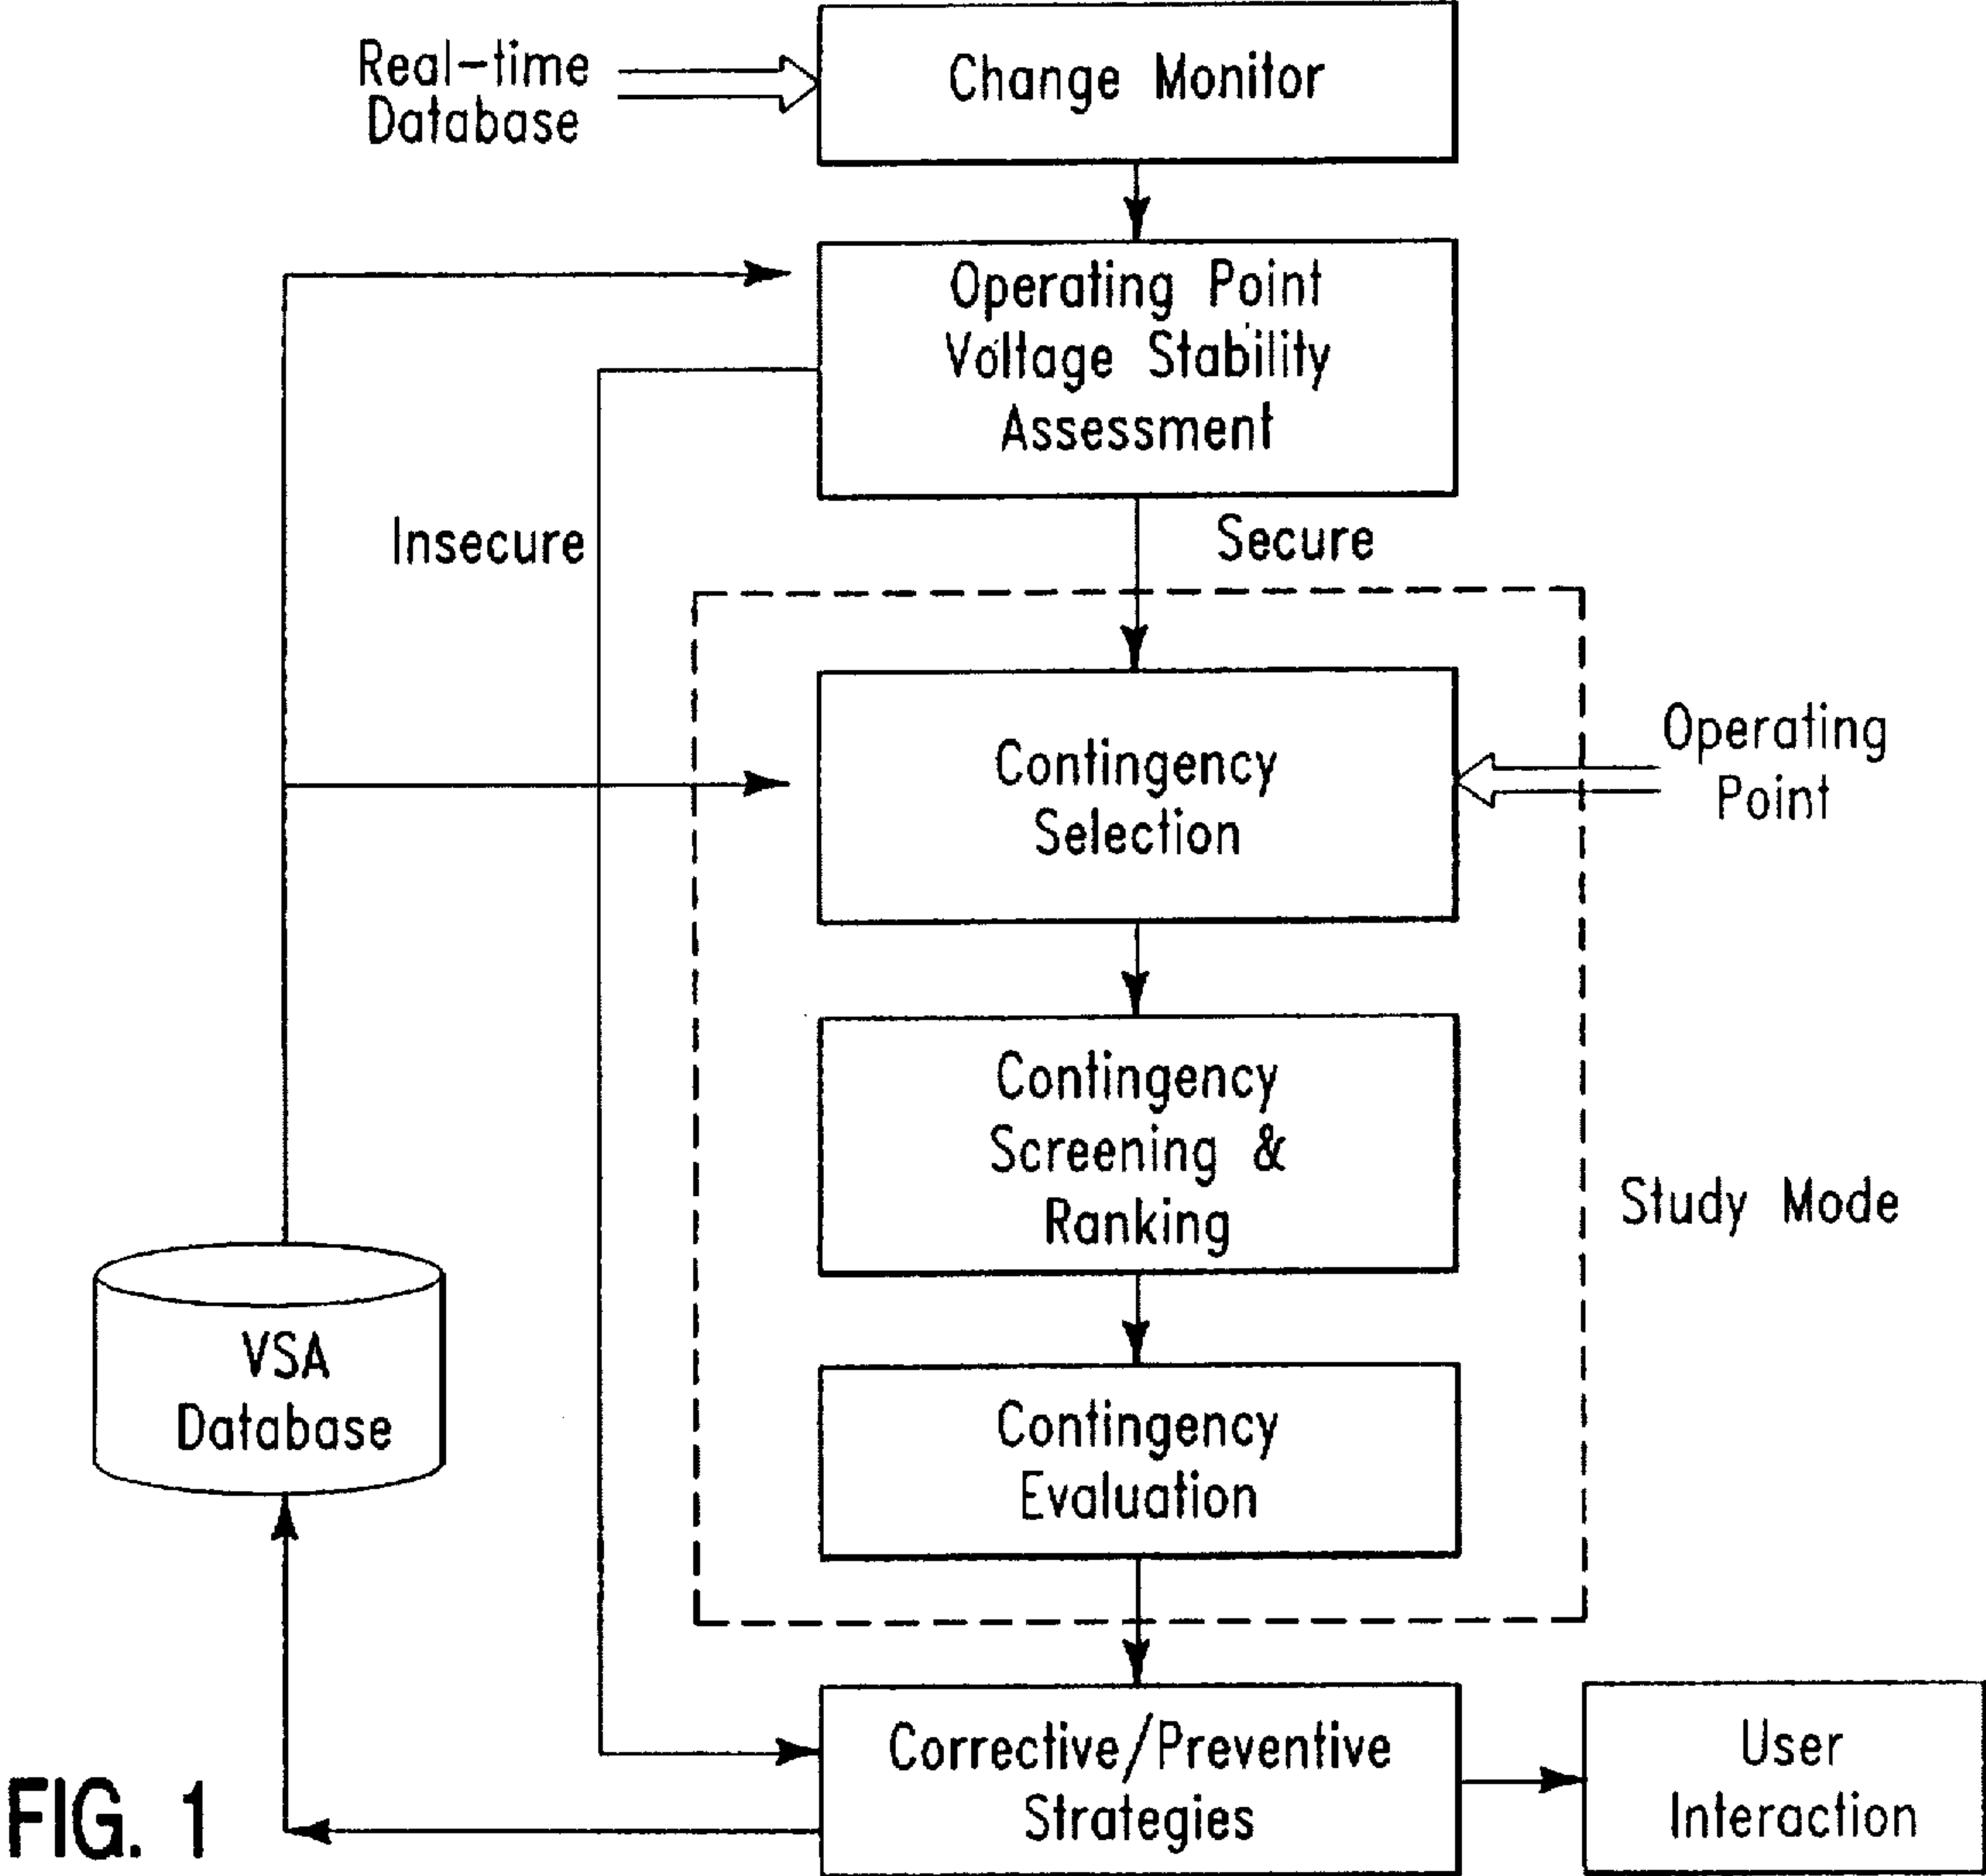 Real-time
Database
Change Monitor
Operating Point
Voltage Stability
Assessment
Insecure
Secure
Contingency
Selection
Operating
Point
Contingency
Screening &
Ranking
Study Mode
VSA
Database
Contingency
Evaluation
Corrective/Preventive
Strategies
User
Interaction
FIG. 1